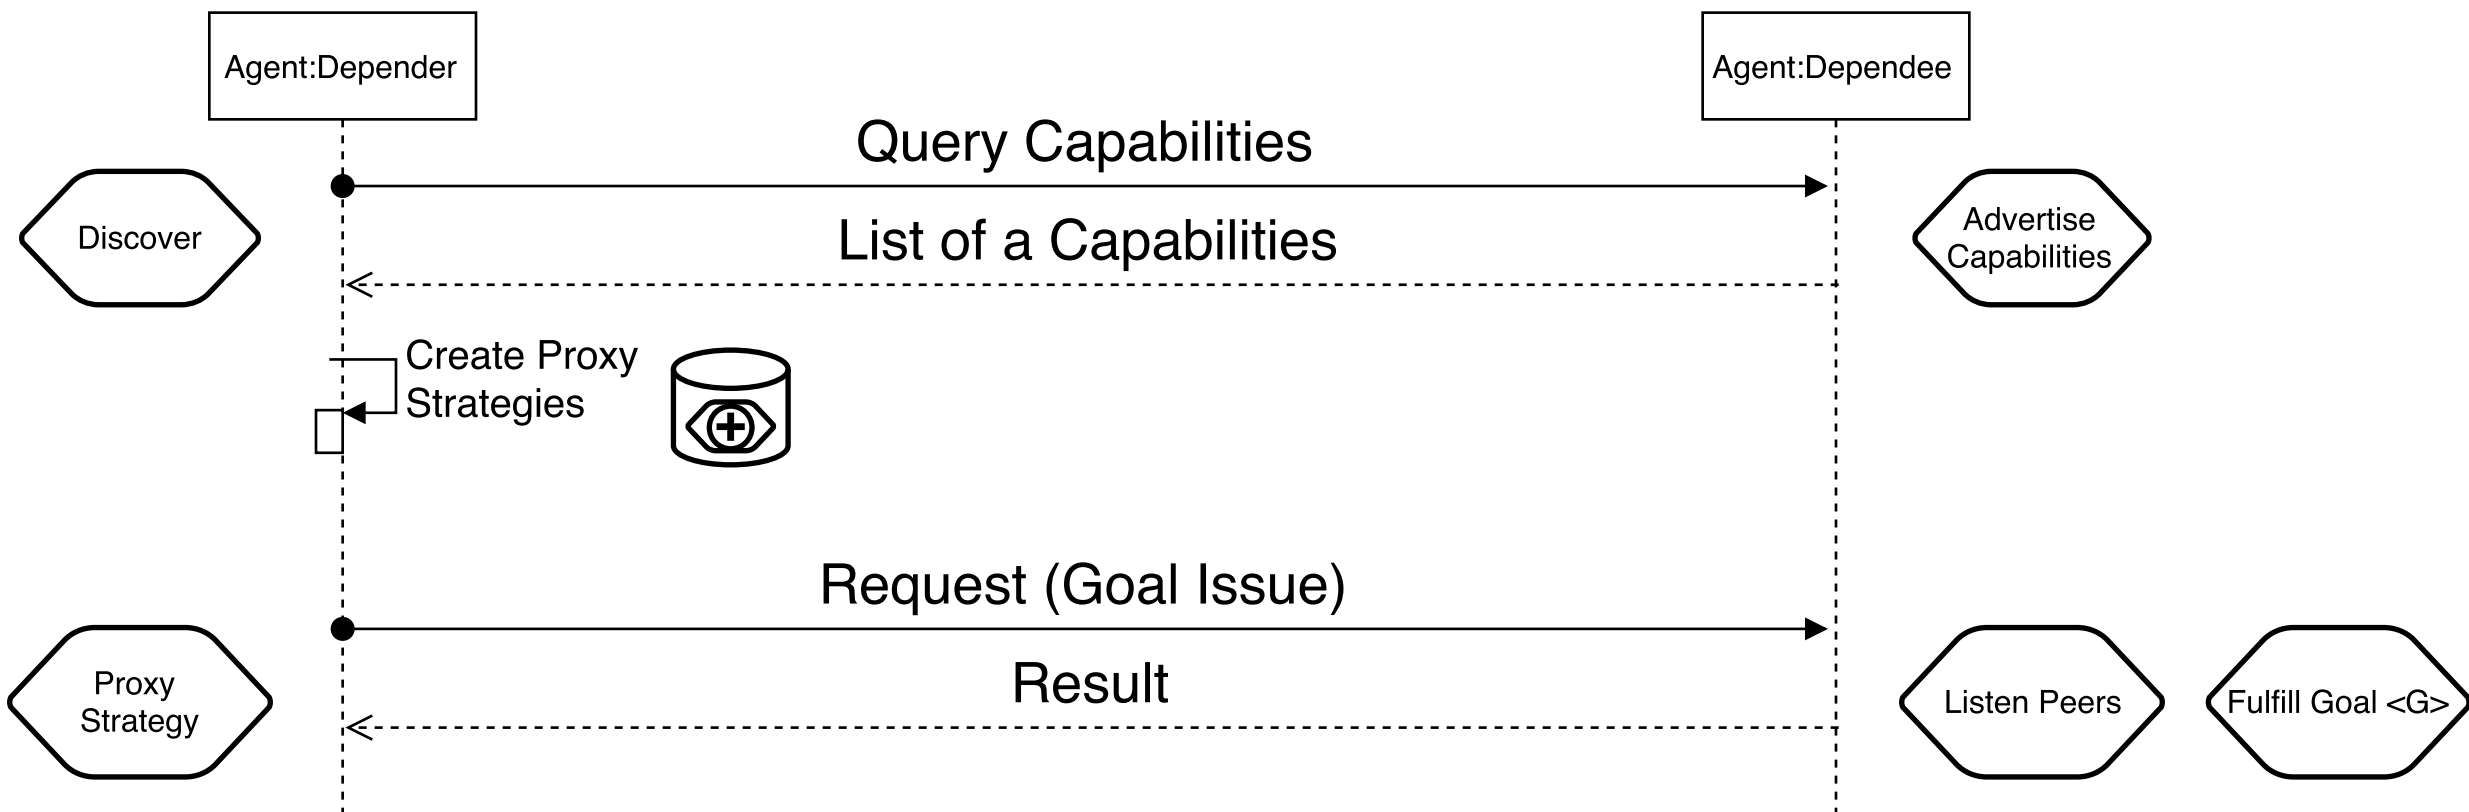 Agent:Depender
Agent:Dependee
Query Capabilities
Discover
List of a Capabilities
Advertise
Capabilities
Create Proxy
Strategies
Request (Goal Issue)
Proxy
Strategy
Result
Listen Peers
Fulfill Goal <G>